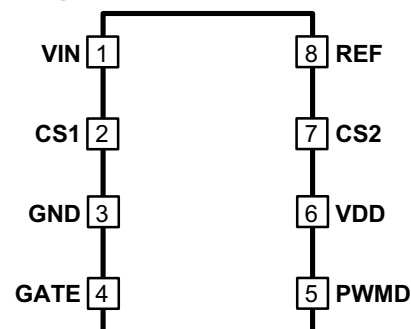 VIN 1 8 REF
CS1 2 7 CS2
GND 3 6 VDD
GATE 4 5 PWMD